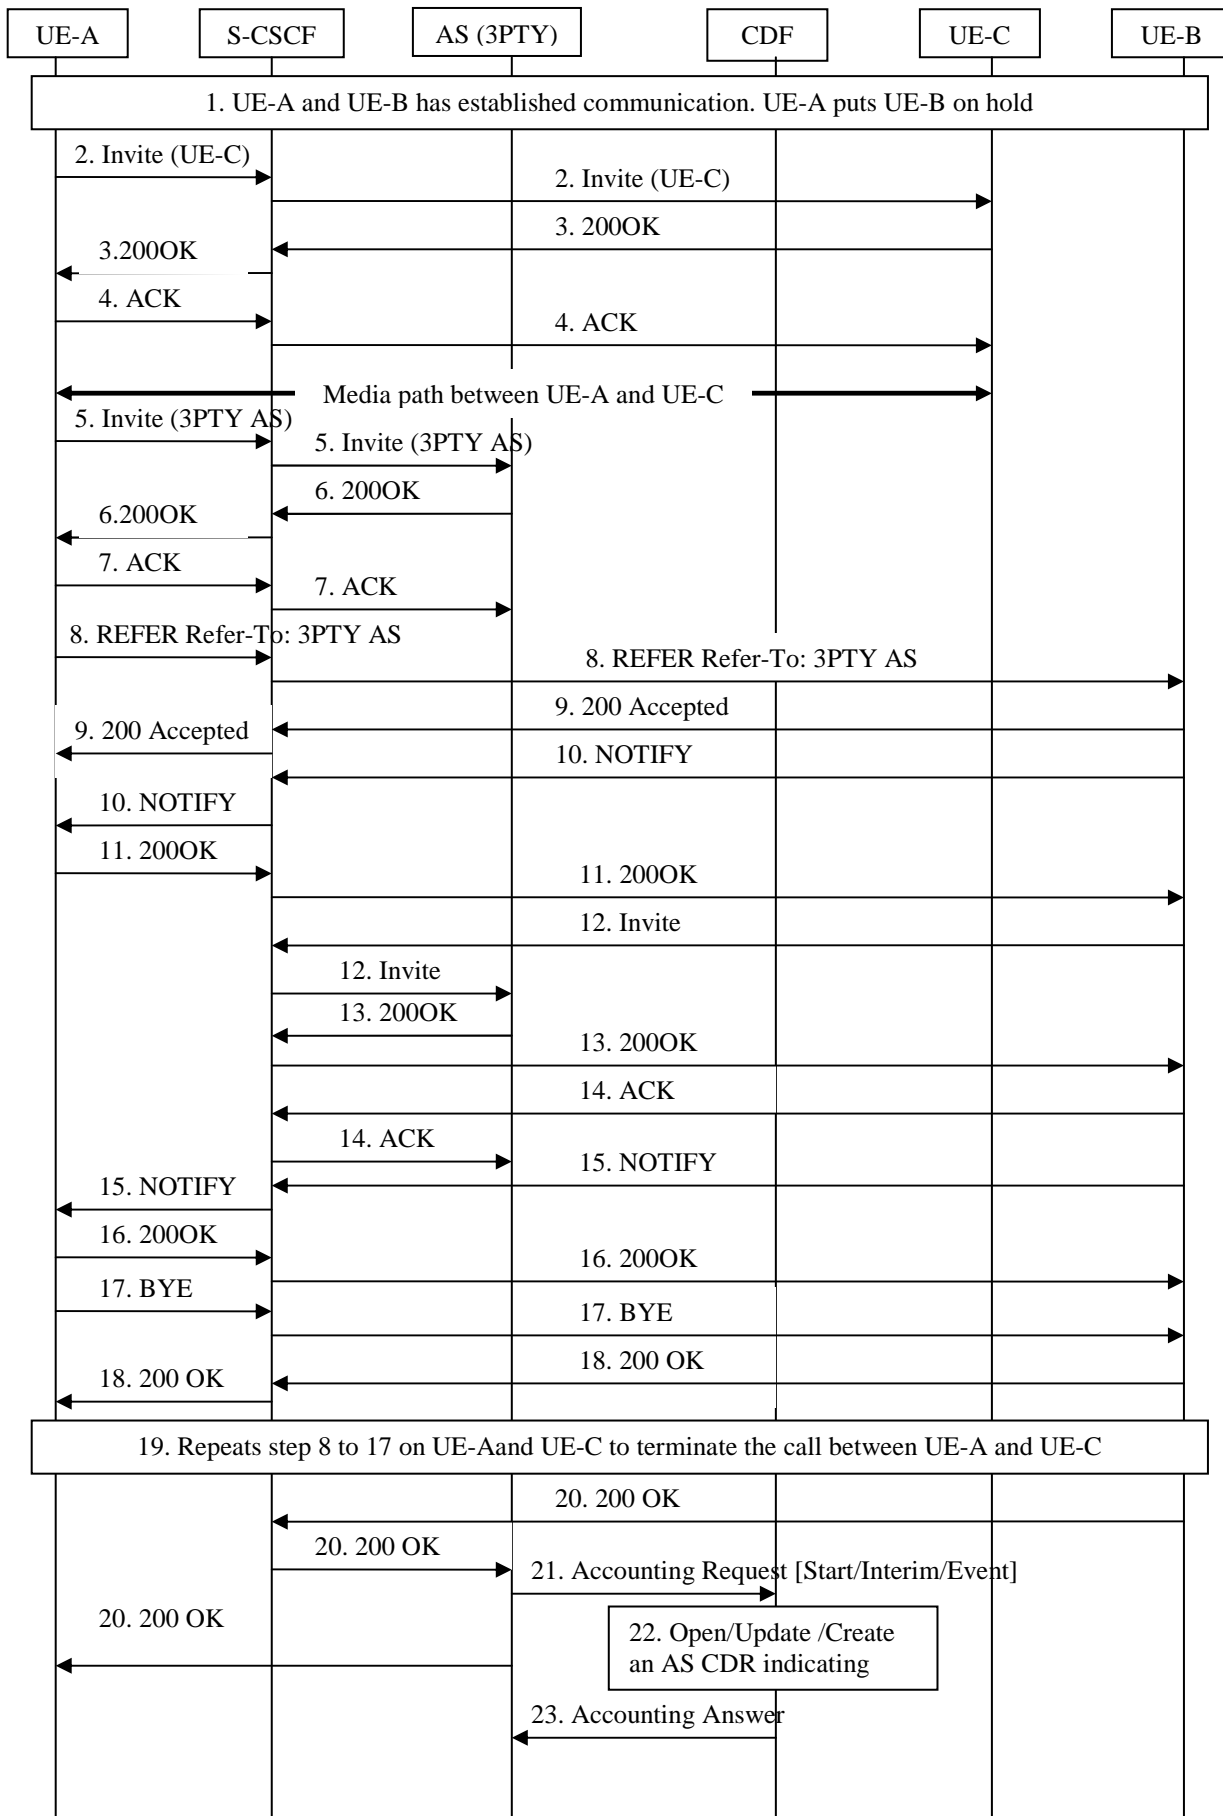 UE-A
S-CSCF
AS (3PTY)
CDF
UE-C
UE-B
1. UE-A and UE-B has established communication. UE-A puts UE-B on hold
2. Invite (UE-C)
2. Invite (UE-C)
3. 200OK
3.200OK
4. ACK
4. ACK
Media path between UE-A and UE-C
5. Invite (3PTY AS)
5. Invite (3PTY AS)
6. 200OK
6.200OK
7. ACK
7. ACK
8. REFER Refer-To: 3PTY AS
8. REFER Refer-To: 3PTY AS
9. 200 Accepted
9. 200 Accepted
10. NOTIFY
10. NOTIFY
11. 200OK
11. 200OK
12. Invite
12. Invite
13. 200OK
13. 200OK
14. ACK
14. ACK
15. NOTIFY
15. NOTIFY
16. 200OK
16. 200OK
17. BYE
17. BYE
18. 200 OK
18. 200 OK
19. Repeats step 8 to 17 on UE-Aand UE-C to terminate the call between UE-A and UE-C
20. 200 OK
20. 200 OK
21. Accounting Request [Start/Interim/Event]
20. 200 OK
22. Open/Update /Create
an AS CDR indicating
23. Accounting Answer